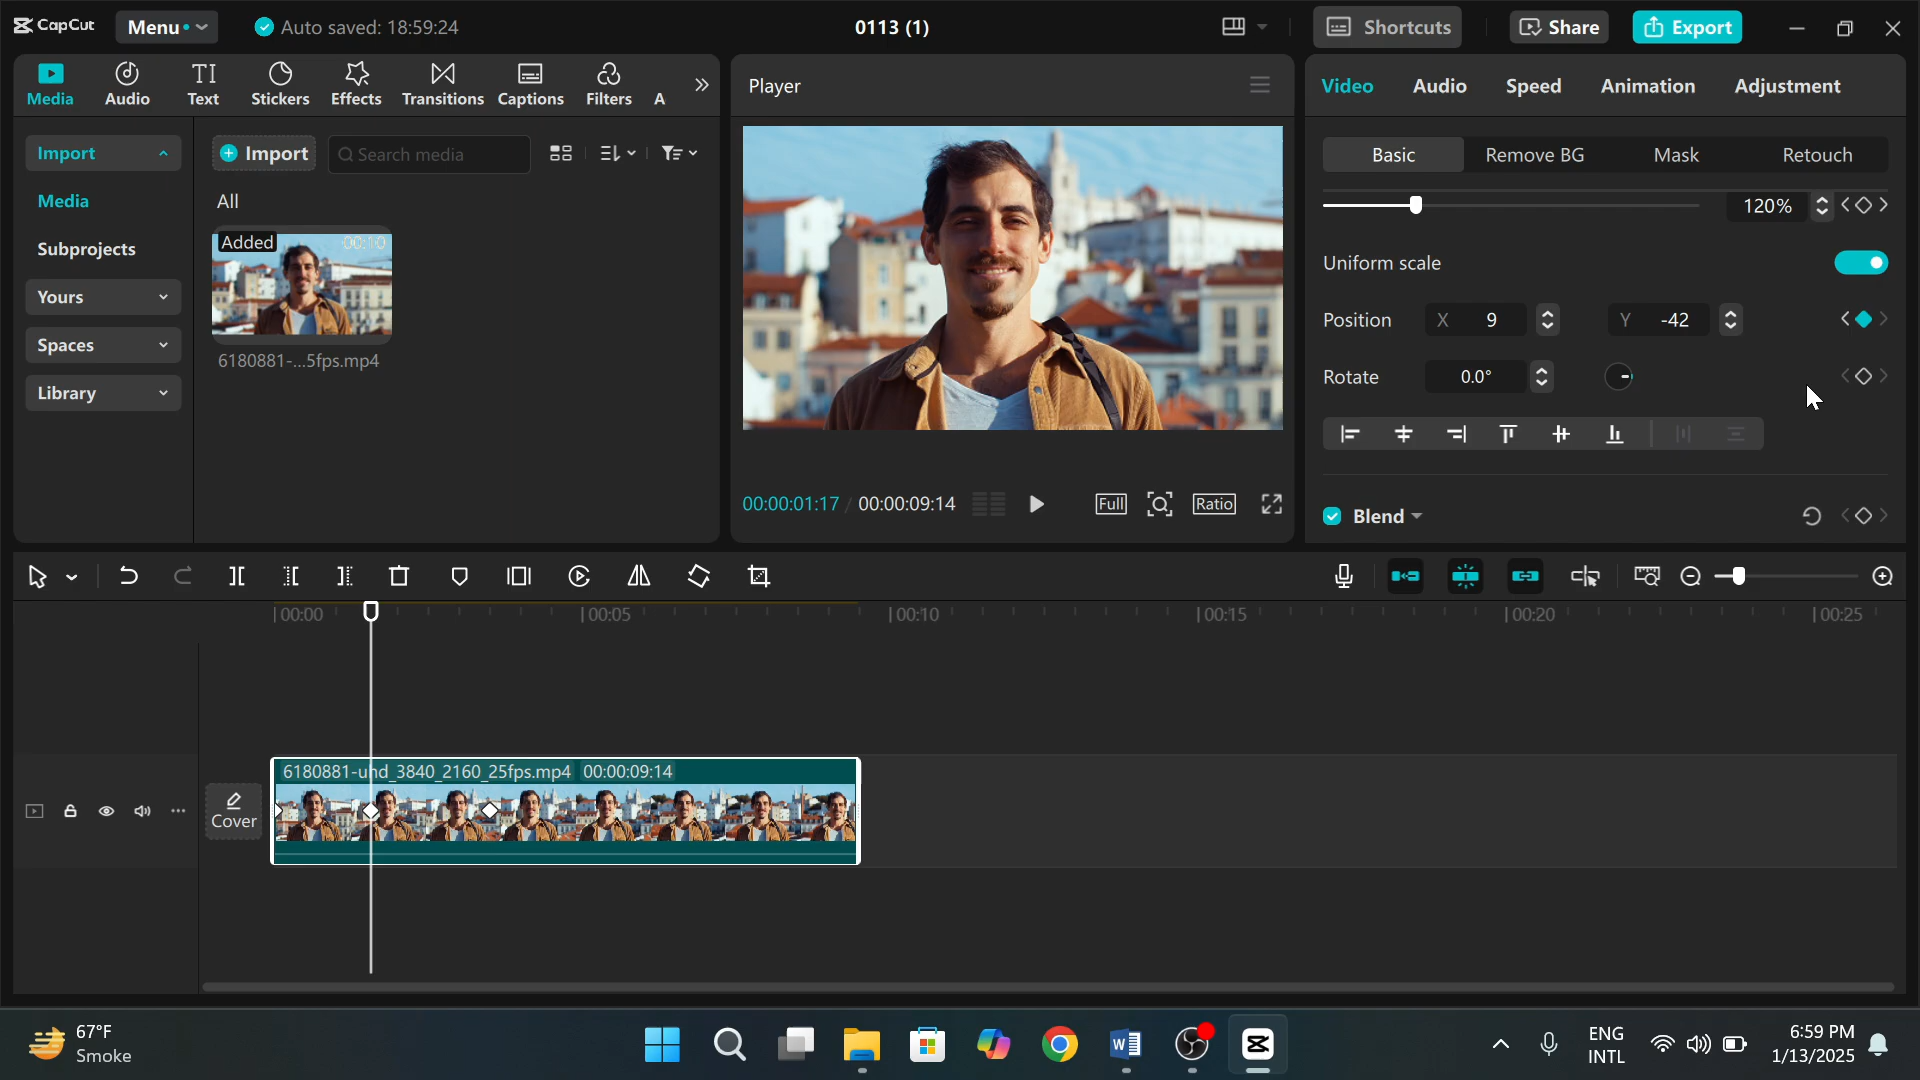 CapCut
Menu
Auto saved: 18:59:24
0113 (1)
Shortcuts
Share
Export
Media
Audio
Text
Stickers
Effects
Transitions
Captions
Filters
A
Import
Media
Subprojects
Yours
Spaces
Library
Import
Search media
All
Added
00:10
6180881-...5fps.mp4
Player
00:00:01:17 / 00:00:09:14
Full
Ratio
Video
Audio
Speed
Animation
Adjustment
Basic
Remove BG
Mask
Retouch
120%
Uniform scale
Position X 9 Y -42
Rotate 0.0°
Blend
00:00
00:05
00:10
00:15
00:20
00:25
Cover
6180881-uhd_3840_2160_25fps.mp4 00:00:09:14
67°F
Smoke
ENG
INTL
6:59 PM
1/13/2025